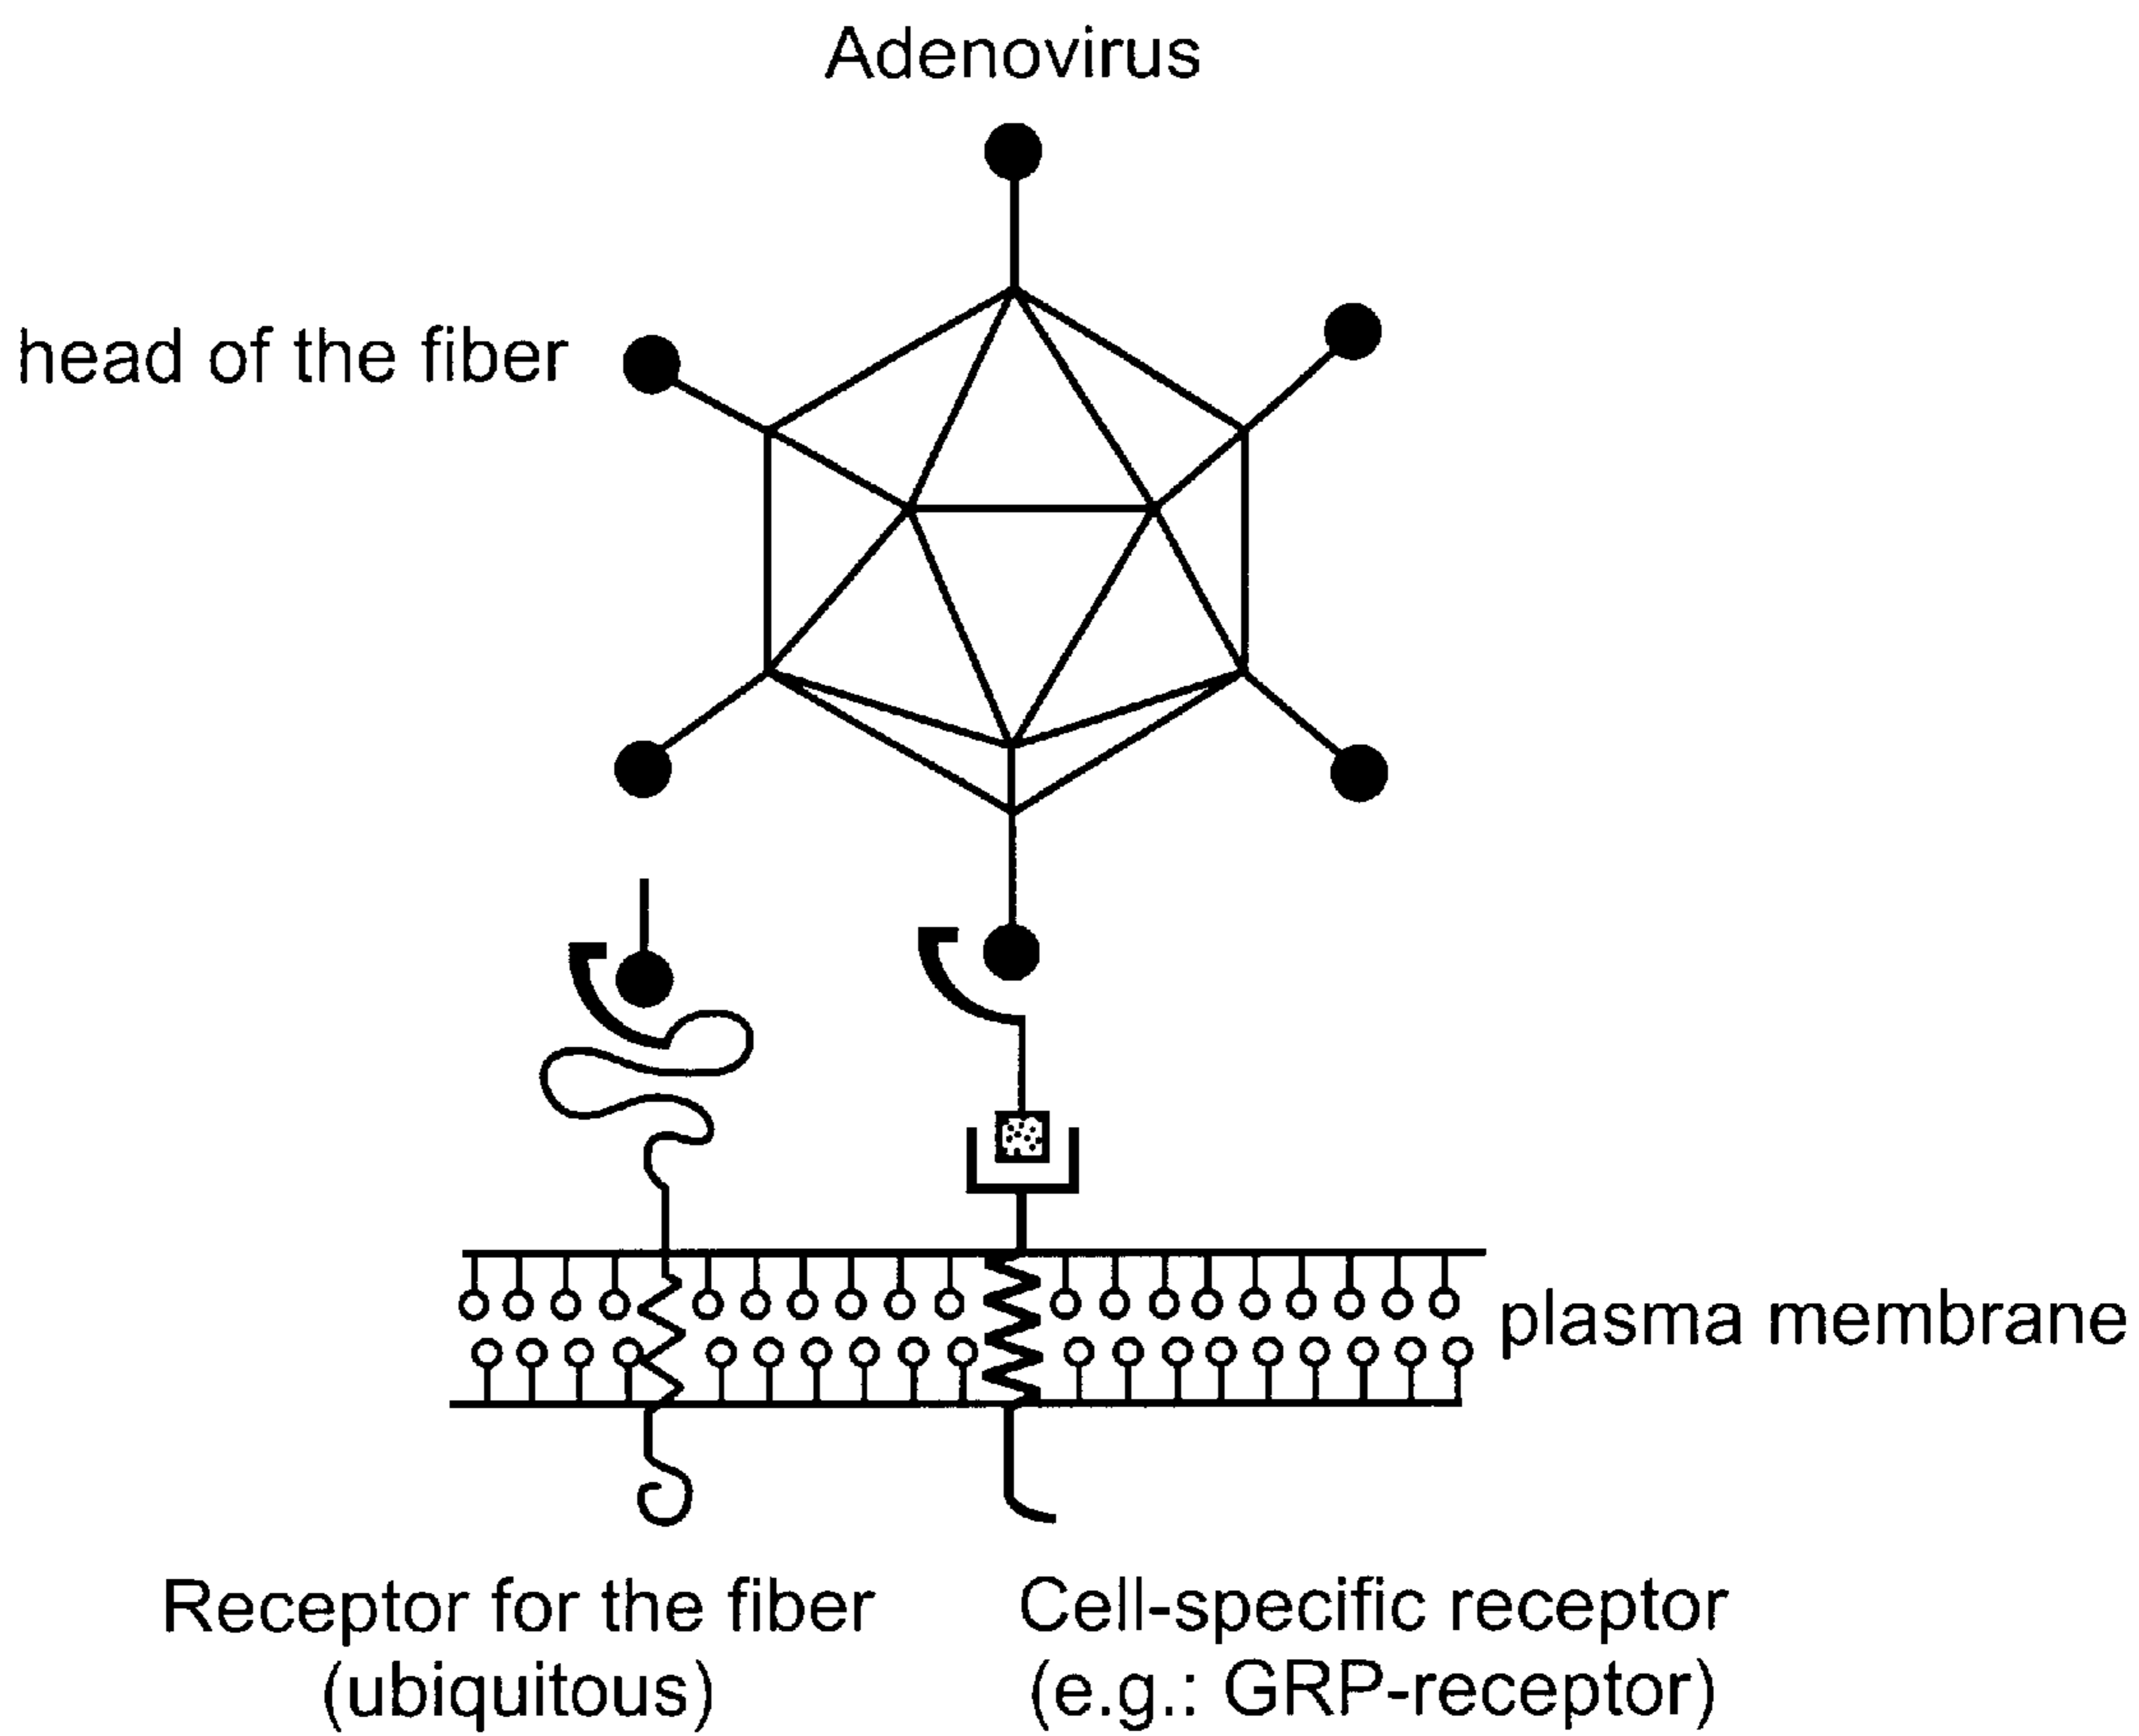 Adenovirus
head of the fiber
plasma membrane
Receptor for the fiber
(ubiquitous)
Cell-specific receptor
(e.g.: GRP-receptor)